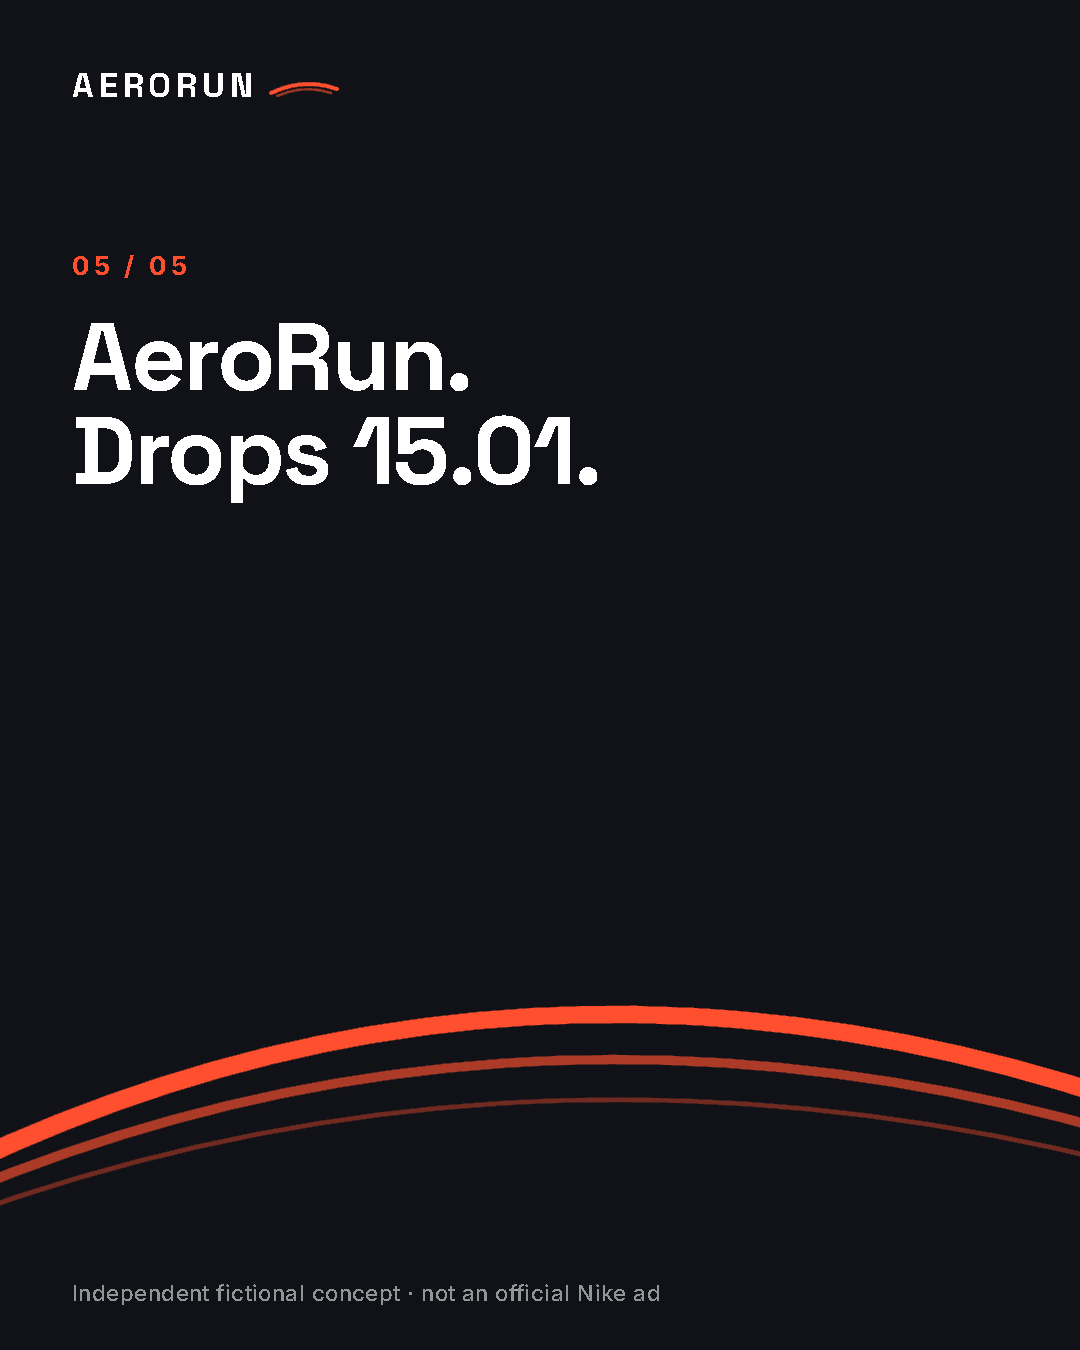 AERORUN
05 / 05
AeroRun.
Drops 15.01.
Independent fictional concept · not an official Nike ad